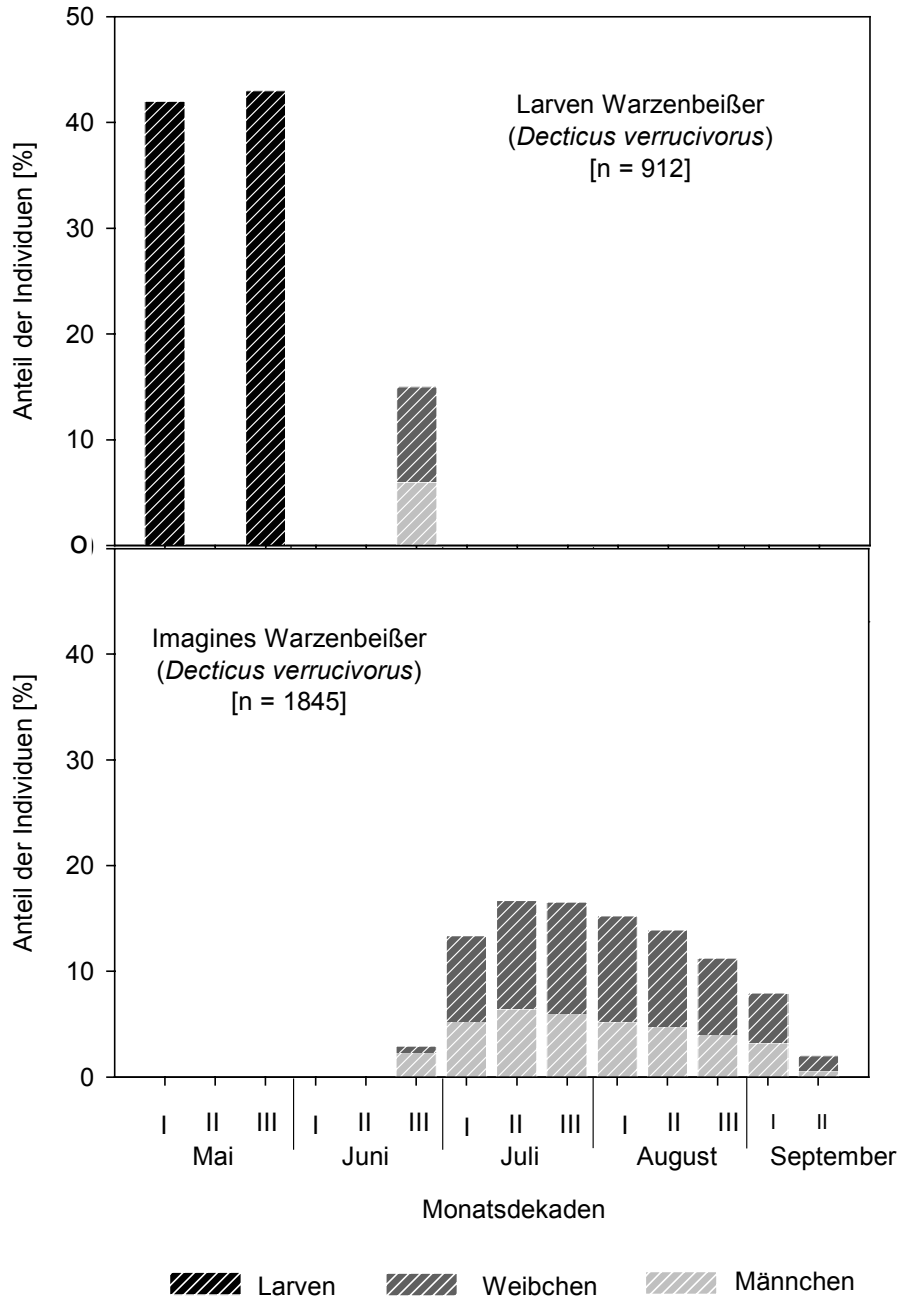 50
40
30
20
10
0
Anteil der Individuen [%]
Larven Warzenbeißer
(Decticus verrucivorus)
[n = 912]
40
30
20
10
0
Anteil der Individuen [%]
Imagines Warzenbeißer
(Decticus verrucivorus)
[n = 1845]
I II III I II III I II III I II III I II
Mai Juni Juli August September
Monatsdekaden
Larven Weibchen Männchen